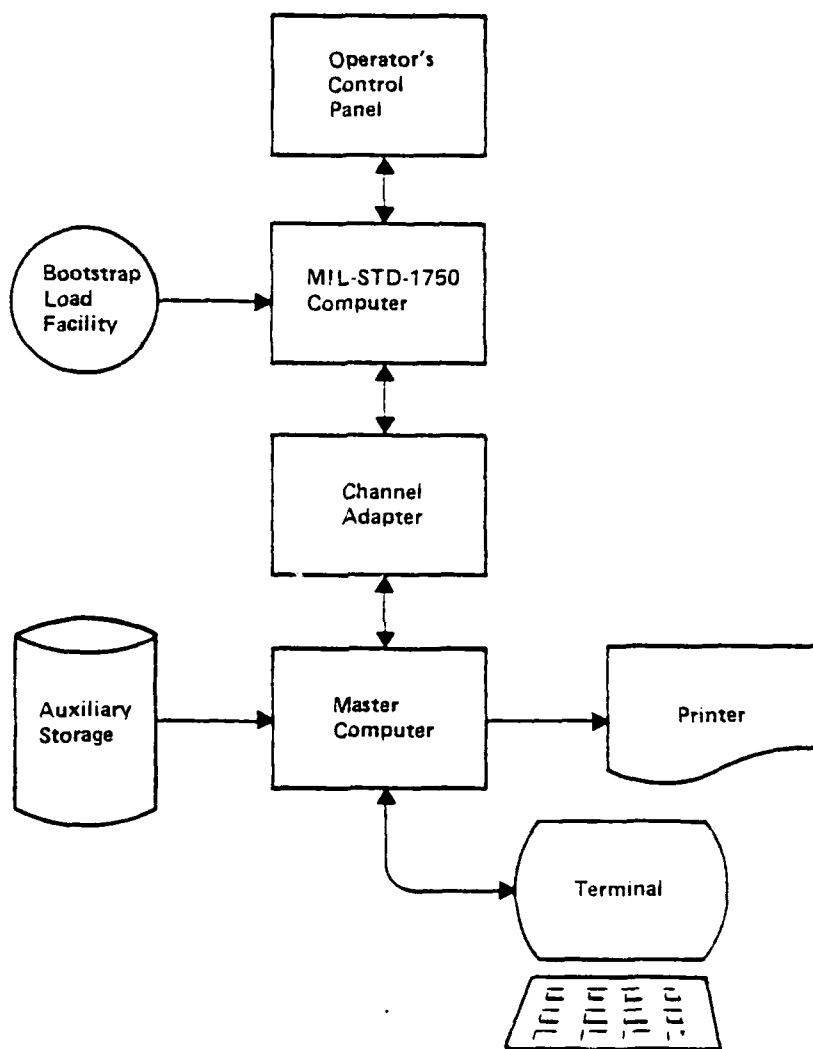 Operator's
Control
Panel
Bootstrap
Load
Facility
MIL-STD-1750
Computer
Channel
Adapter
Auxiliary
Storage
Master
Computer
Printer
Terminal